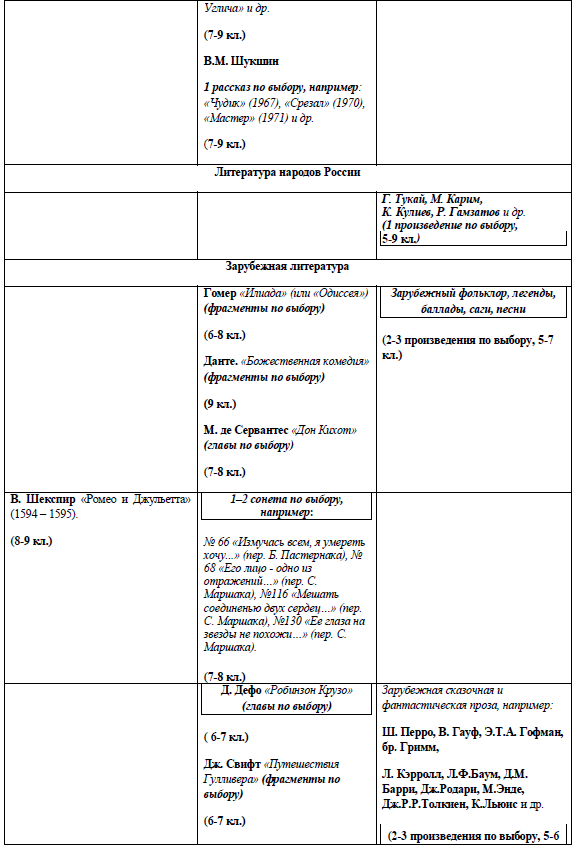 Углича» и др.
(7-9 кл.)
В.М. Шукшин
1 рассказ по выбору, например:
«Чудик» (1967), «Срезал» (1970),
«Мастер» (1971) и др.
(7-9 кл.)
Литература народов России
Г. Тукай, М. Карим,
К. Кулиев, Р. Гамзатов и др.
(1 произведение по выбору,
5-9 кл.)
Зарубежная литература
Гомер «Илиада» (или «Одиссея»)
(фрагменты по выбору)
(6-8 кл.)
Данте. «Божественная комедия»
(фрагменты по выбору)
(9 кл.)
М. де Сервантес «Дон Кихот»
(главы по выбору)
(7-8 кл.)
Зарубежный фольклор, легенды,
баллады, саги, песни
(2-3 произведения по выбору, 5-7
кл.)
В. Шекспир «Ромео и Джульетта»
(1594 – 1595).
(8-9 кл.)
1–2 сонета по выбору,
например:
№ 66 «Измучась всем, я умереть
хочу...» (пер. Б. Пастернака), №
68 «Его лицо - одно из
отражений…» (пер. С.
Маршака), №116 «Мешать
соединенью двух сердец…» (пер.
С. Маршака), №130 «Ее глаза на
звезды не похожи…» (пер. С.
Маршака).
(7-8 кл.)
Д. Дефо «Робинзон Крузо»
(главы по выбору)
( 6-7 кл.)
Дж. Свифт «Путешествия
Гулливера» (фрагменты по
выбору)
(6-7 кл.)
Зарубежная сказочная и
фантастическая проза, например:
Ш. Перро, В. Гауф, Э.Т.А. Гофман,
бр. Гримм,
Л. Кэрролл, Л.Ф.Баум, Д.М.
Барри, Дж.Родари, М.Энде,
Дж.Р.Р.Толкиен, К.Льюис и др.
(2-3 произведения по выбору, 5-6